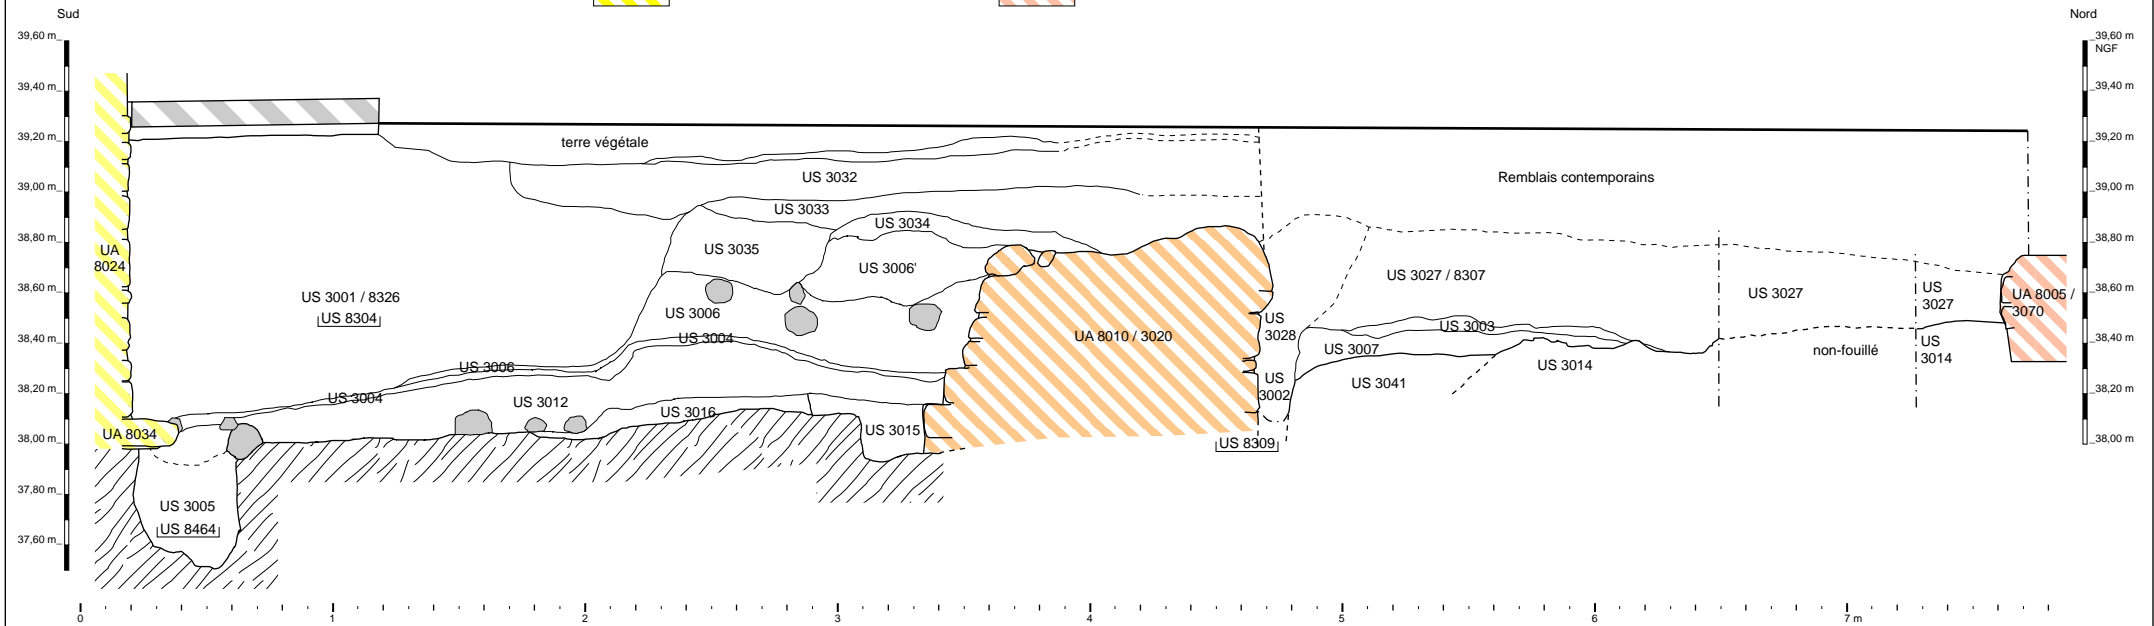 Sud
Nord
39,60 m
39,60 m
NGF
39,40 m
39,40 m
39,20 m
39,20 m
39,00 m
39,00 m
38,80 m
38,80 m
38,60 m
38,60 m
38,40 m
38,40 m
38,20 m
38,20 m
38,00 m
38,00 m
37,80 m
37,60 m
terre végétale
US 3032
Remblais contemporains
US 3033
US 3034
US 3035
US 3006'
UA
8024
US 3001 / 8326
US 8304
US 3006
US 3004
US 3006
US 3004
US 3012
US 3016
US 3015
UA 8034
US 3005
US 8464
UA 8010 / 3020
US
3028
US
3002
US 8309
US 3027 / 8307
US 3003
US 3007
US 3041
US 3014
US 3027
non-fouillé
US
3027
US
3014
UA 8005 /
3070
0
1
2
3
4
5
6
7 m